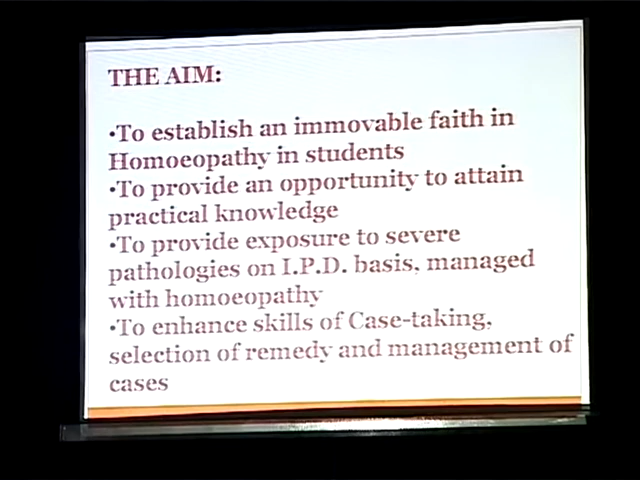 THE AIM:
•To establish an immovable faith in
Homoeopathy in students
•To provide an opportunity to attain
practical knowledge
•To provide exposure to severe
pathologies on I.P.D. basis, managed
with homoeopathy
•To enhance skills of Case-taking,
selection of remedy and management of
cases